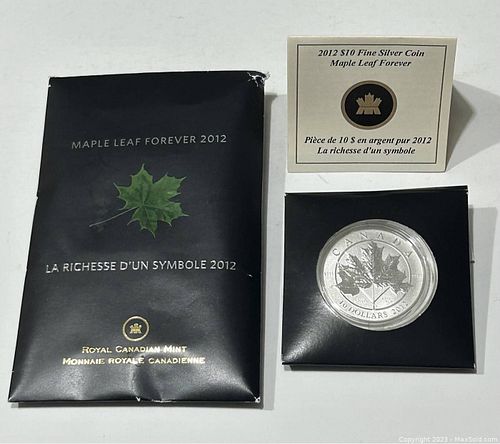 MAPLE LEAF FOREVER 2012
LA RICHESSE D'UN SYMBOLE 2012
ROYAL CANADIAN MINT
MONNAIE ROYALE CANADIENNE
2012 $10 Fine Silver Coin
Maple Leaf Forever
Pièce de 10 $ en argent pur 2012
La richesse d'un symbole
CANADA
10 DOLLARS 2012
Copyright 2023 - MaxSold.com